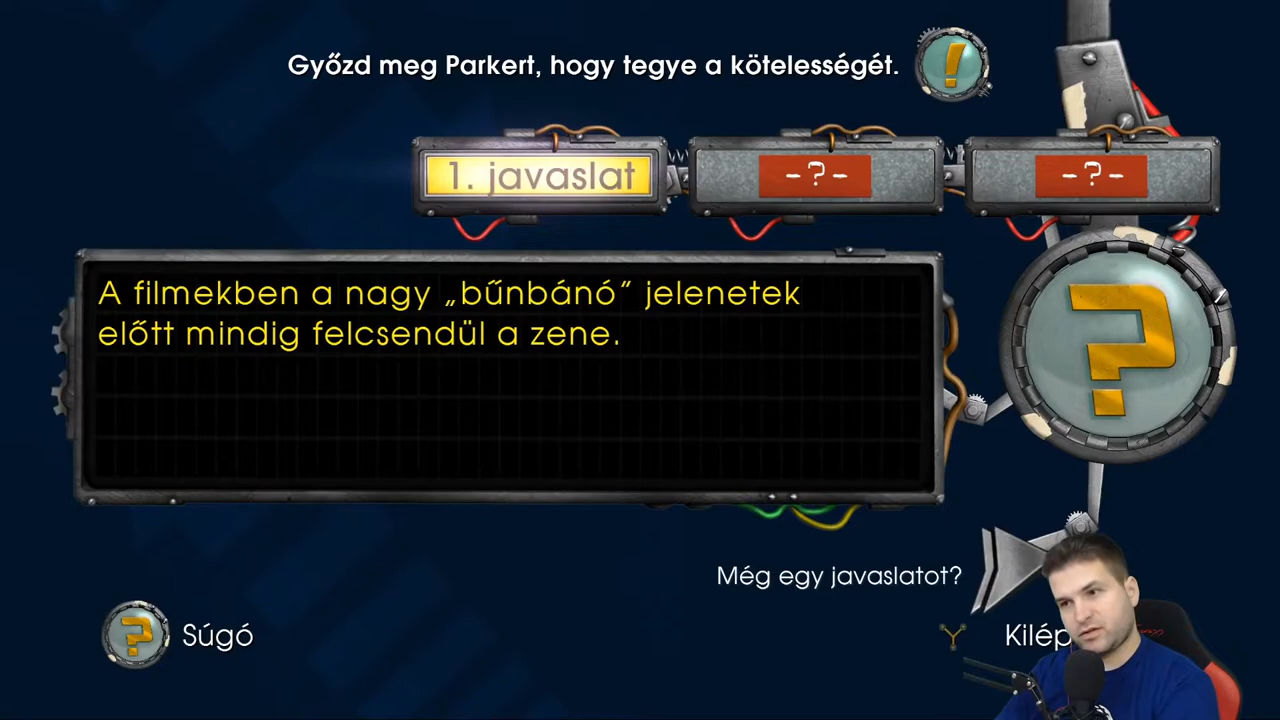 Győzd meg Parkert, hogy tegye a kötelességét.
1. javaslat
-?-
-?-
A filmekben a nagy „bűnbánó” jelenetek
előtt mindig felcsendül a zene.
Még egy javaslatot?
Súgó
Kilép